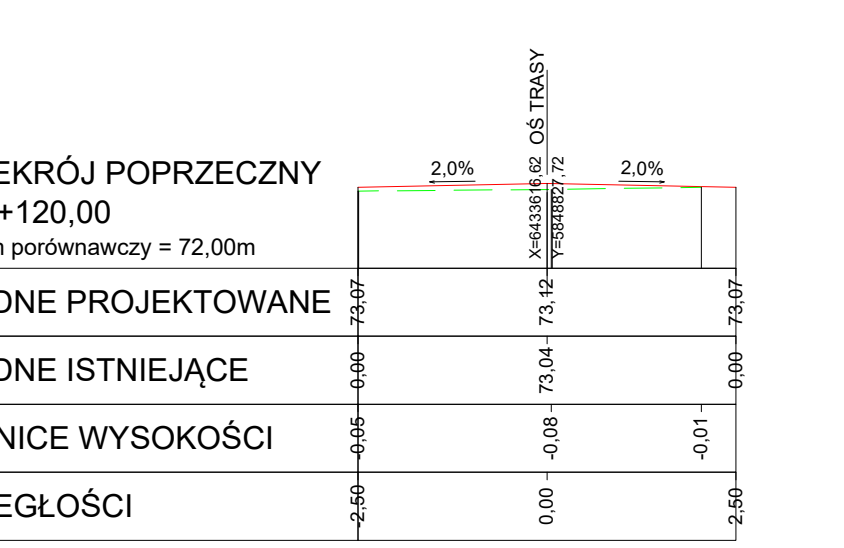 OŚ TRASY
X=6433616,62
Y=5848827,72
2,0% 2,0%
EKRÓJ POPRZECZNY
+120,00
porównawczy = 72,00m
DNE PROJEKTOWANE 73,07 73,12 73,07
DNE ISTNIEJĄCE 0,00 73,04 0,00
NICE WYSOKOŚCI -0,05 -0,08 -0,01
EGŁOŚCI -2,50 0,00 2,50